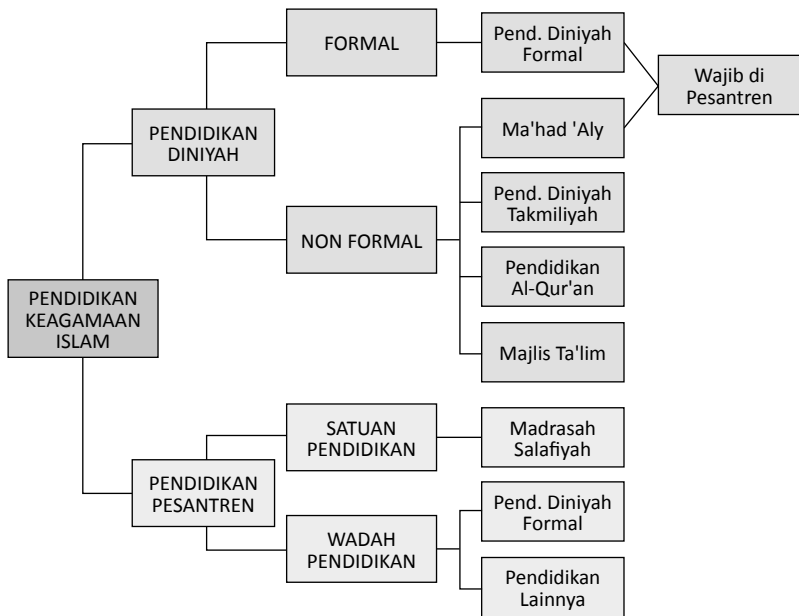 FORMAL
Pend. Diniyah
Formal
Wajib di
Pesantren
PENDIDIKAN
DINIYAH
Ma'had 'Aly
NON FORMAL
Pend. Diniyah
Takmiliyah
Pendidikan
Al-Qur'an
Majlis Ta'lim
PENDIDIKAN
KEAGAMAAN
ISLAM
SATUAN
PENDIDIKAN
Madrasah
Salafiyah
PENDIDIKAN
PESANTREN
WADAH
PENDIDIKAN
Pend. Diniyah
Formal
Pendidikan
Lainnya